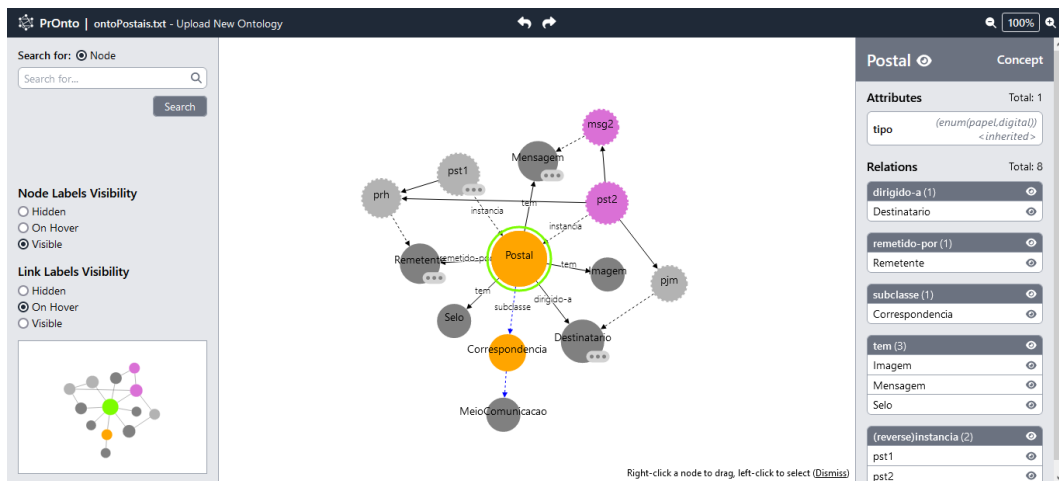 PrOnto | ontoPostais.txt - Upload New Ontology
100%
Search for: Node
Search for...
Search
Node Labels Visibility
Hidden
On Hover
Visible
Link Labels Visibility
Hidden
On Hover
Visible
msg2
Mensagem
pst1
prh
tem
pst2
instancia
instancia
Postal
Remetente
remetido-por
tem
Imagem
pjm
tem
dirigido-a
subclasse
Selo
Destinatario
Correspondencia
MeioComunicacao
Right-click a node to drag, left-click to select (Dismiss)
Postal Concept
Attributes Total: 1
tipo (enum(papel,digital))
<inherited>
Relations Total: 8
dirigido-a (1)
Destinatario
remetido-por (1)
Remetente
subclasse (1)
Correspondencia
tem (3)
Imagem
Mensagem
Selo
(reverse)instancia (2)
pst1
pst2